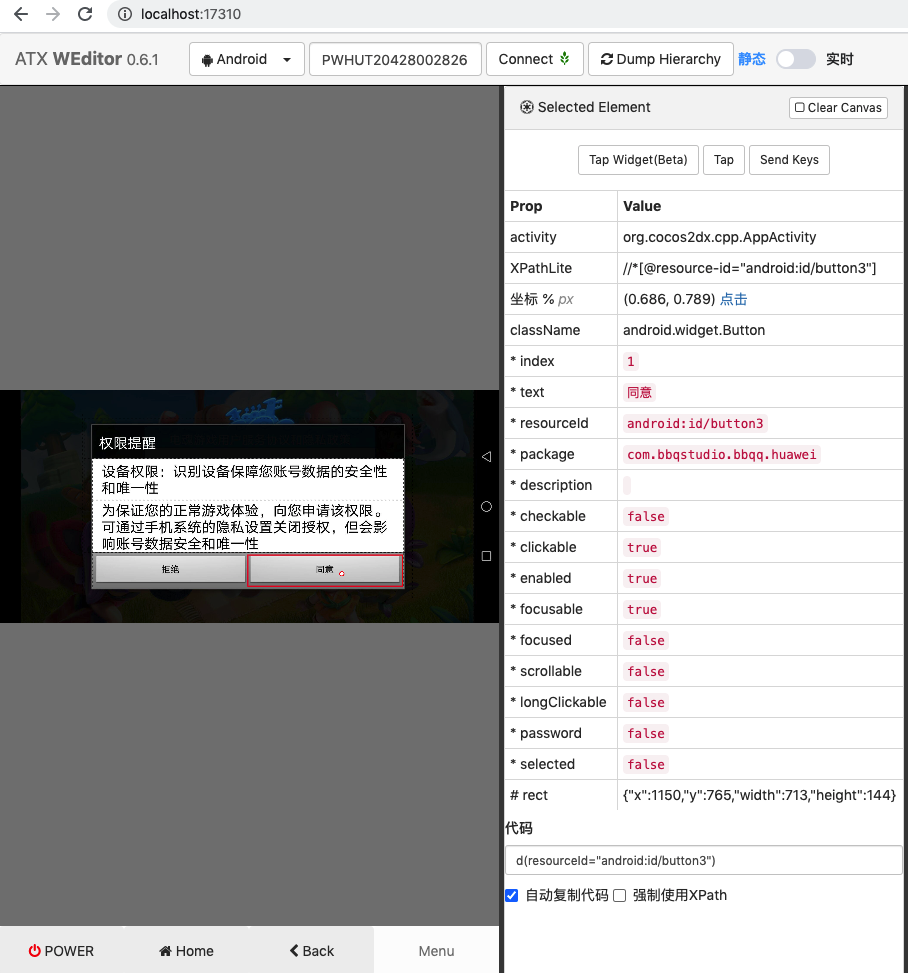 localhost:17310
ATX WEditor 0.6.1
Android
PWHUT20428002826
Connect
Dump Hierarchy
静态
实时
Selected Element
Clear Canvas
Tap Widget(Beta)
Tap
Send Keys
Prop Value
activity org.cocos2dx.cpp.AppActivity
XPathLite //*[@resource-id="android:id/button3"]
坐标 % px (0.686, 0.789) 点击
className android.widget.Button
* index 1
* text 同意
* resourceId android:id/button3
* package com.bbqstudio.bbqq.huawei
* description
* checkable false
* clickable true
* enabled true
* focusable true
* focused false
* scrollable false
* longClickable false
* password false
* selected false
# rect {"x":1150,"y":765,"width":713,"height":144}
代码
d(resourceId="android:id/button3")
自动复制代码 强制使用XPath
权限提醒
设备权限：识别设备保障您账号数据的安全性
和唯一性
为保证您的正常游戏体验，向您申请该权限。
可通过手机系统的隐私设置关闭授权，但会影
响账号数据安全和唯一性
拒绝
同意
POWER
Home
Back
Menu